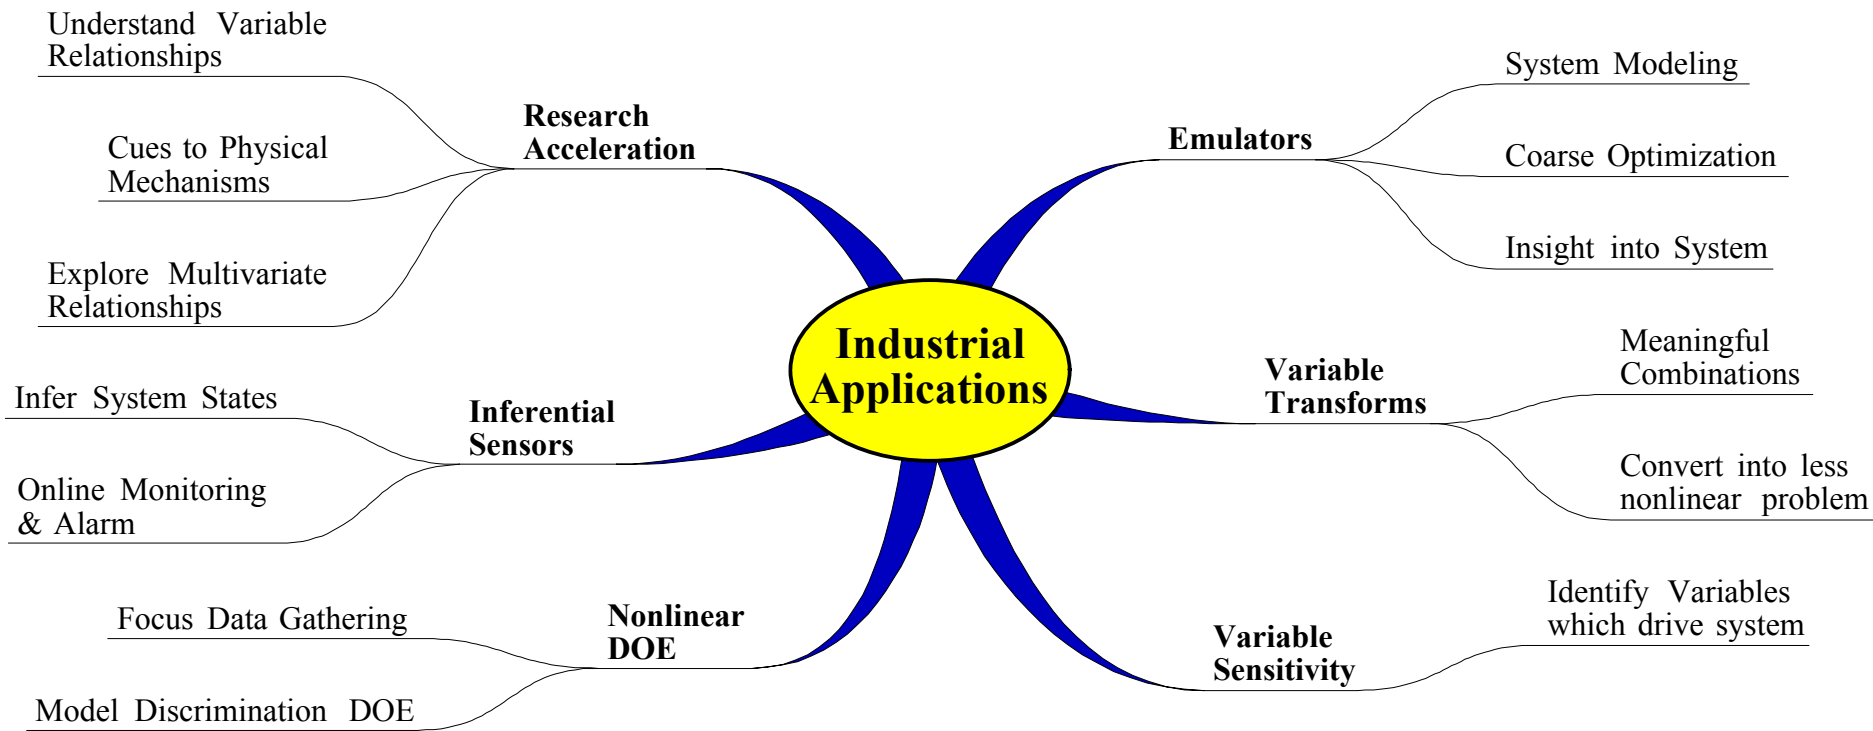 Understand Variable
Relationships
Cues to Physical
Mechanisms
Explore Multivariate
Relationships
Research
Acceleration
Infer System States
Online Monitoring
& Alarm
Inferential
Sensors
Focus Data Gathering
Model Discrimination DOE
Nonlinear
DOE
Industrial
Applications
Emulators
System Modeling
Coarse Optimization
Insight into System
Variable
Transforms
Meaningful
Combinations
Convert into less
nonlinear problem
Variable
Sensitivity
Identify Variables
which drive system